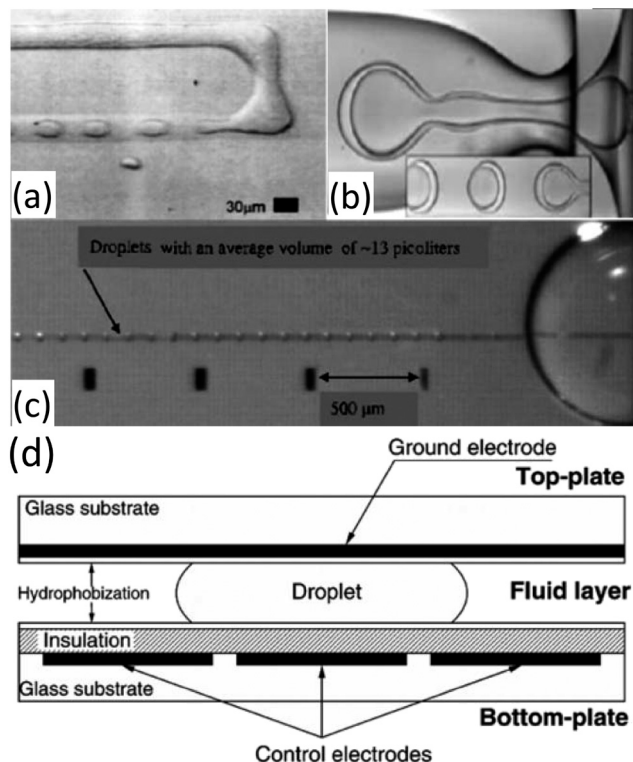 (a)
30µm
(b)
Droplets with an average volume of ~13 picoliters
500 µm
(c)
(d)
Ground electrode
Top-plate
Glass substrate
Hydrophobization
Droplet
Fluid layer
Insulation
Glass substrate
Bottom-plate
Control electrodes